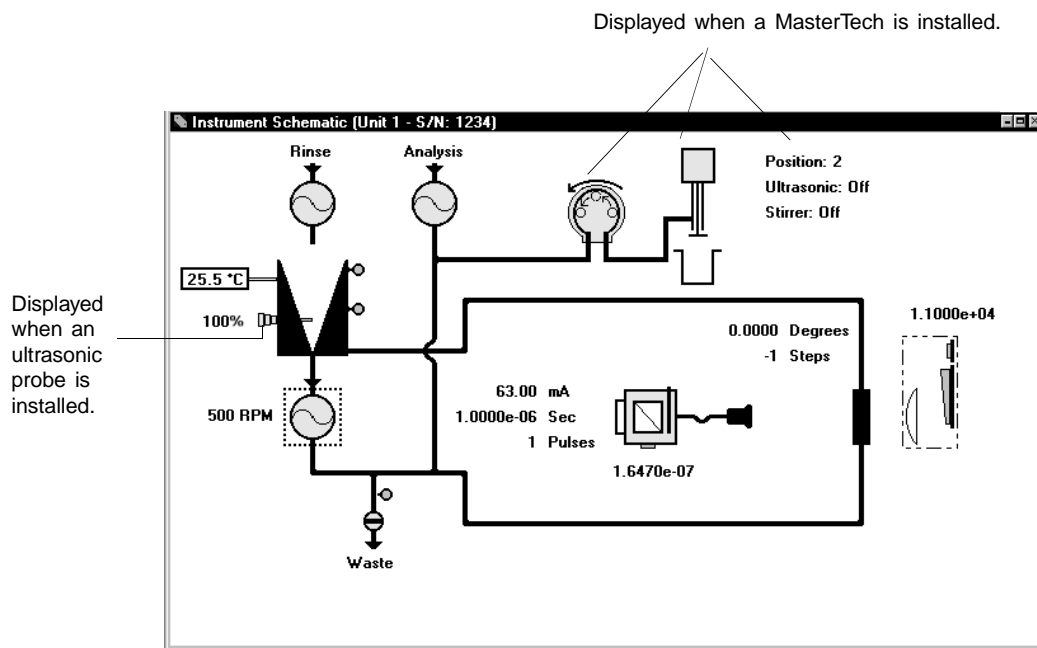 Displayed when a MasterTech is installed.
Instrument Schematic (Unit 1 - S/N: 1234)
Rinse
Analysis
Position: 2
Ultrasonic: Off
Stirrer: Off
25.5 °C
100%
Displayed
when an
ultrasonic
probe is
installed.
500 RPM
63.00 mA
1.0000e-06 Sec
1 Pulses
1.6470e-07
0.0000 Degrees
-1 Steps
1.1000e+04
Waste